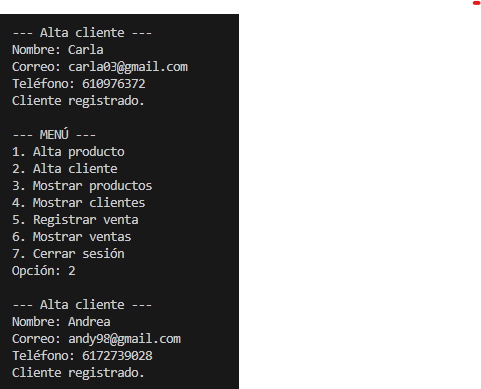 --- Alta cliente ---
Nombre: Carla
Correo: carla03@gmail.com
Teléfono: 610976372
Cliente registrado.

--- MENÚ ---
1. Alta producto
2. Alta cliente
3. Mostrar productos
4. Mostrar clientes
5. Registrar venta
6. Mostrar ventas
7. Cerrar sesión
Opción: 2

--- Alta cliente ---
Nombre: Andrea
Correo: andy98@gmail.com
Teléfono: 6172739028
Cliente registrado.